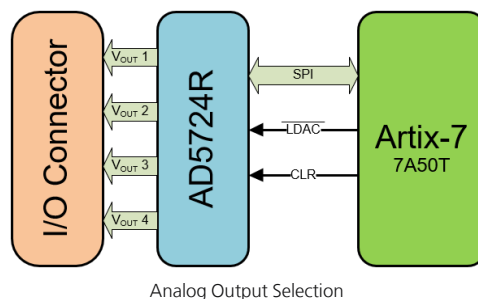 I/O Connector
VOUT 1
VOUT 2
VOUT 3
VOUT 4
AD5724R
SPI
LDAC
CLR
Artix-7
7A50T
Analog Output Selection